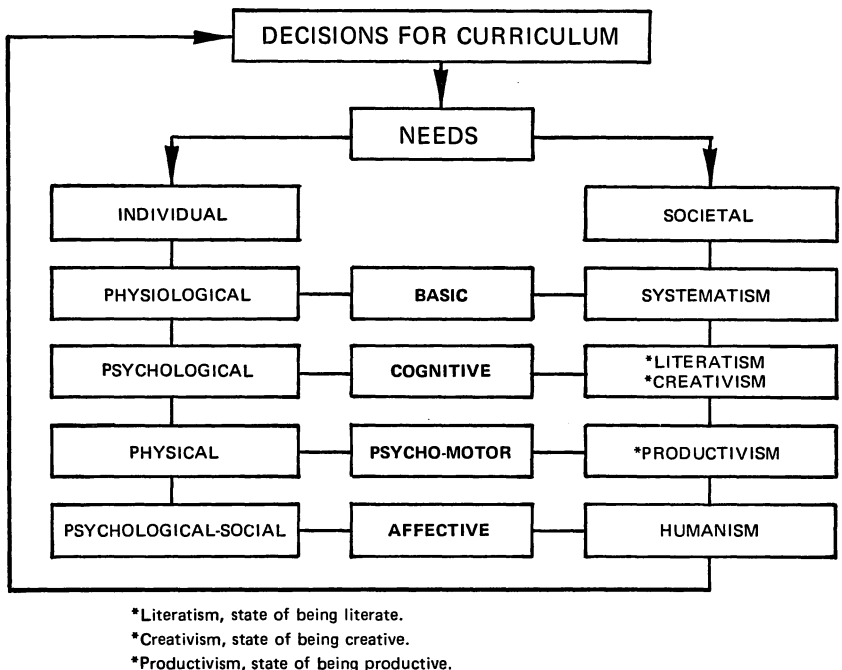 DECISIONS FOR CURRICULUM
NEEDS
INDIVIDUAL
SOCIETAL
PHYSIOLOGICAL
BASIC
SYSTEMATISM
PSYCHOLOGICAL
COGNITIVE
*LITERATISM
*CREATIVISM
PHYSICAL
PSYCHO-MOTOR
*PRODUCTIVISM
PSYCHOLOGICAL-SOCIAL
AFFECTIVE
HUMANISM
*Literatism, state of being literate.
*Creativism, state of being creative.
*Productivism, state of being productive.